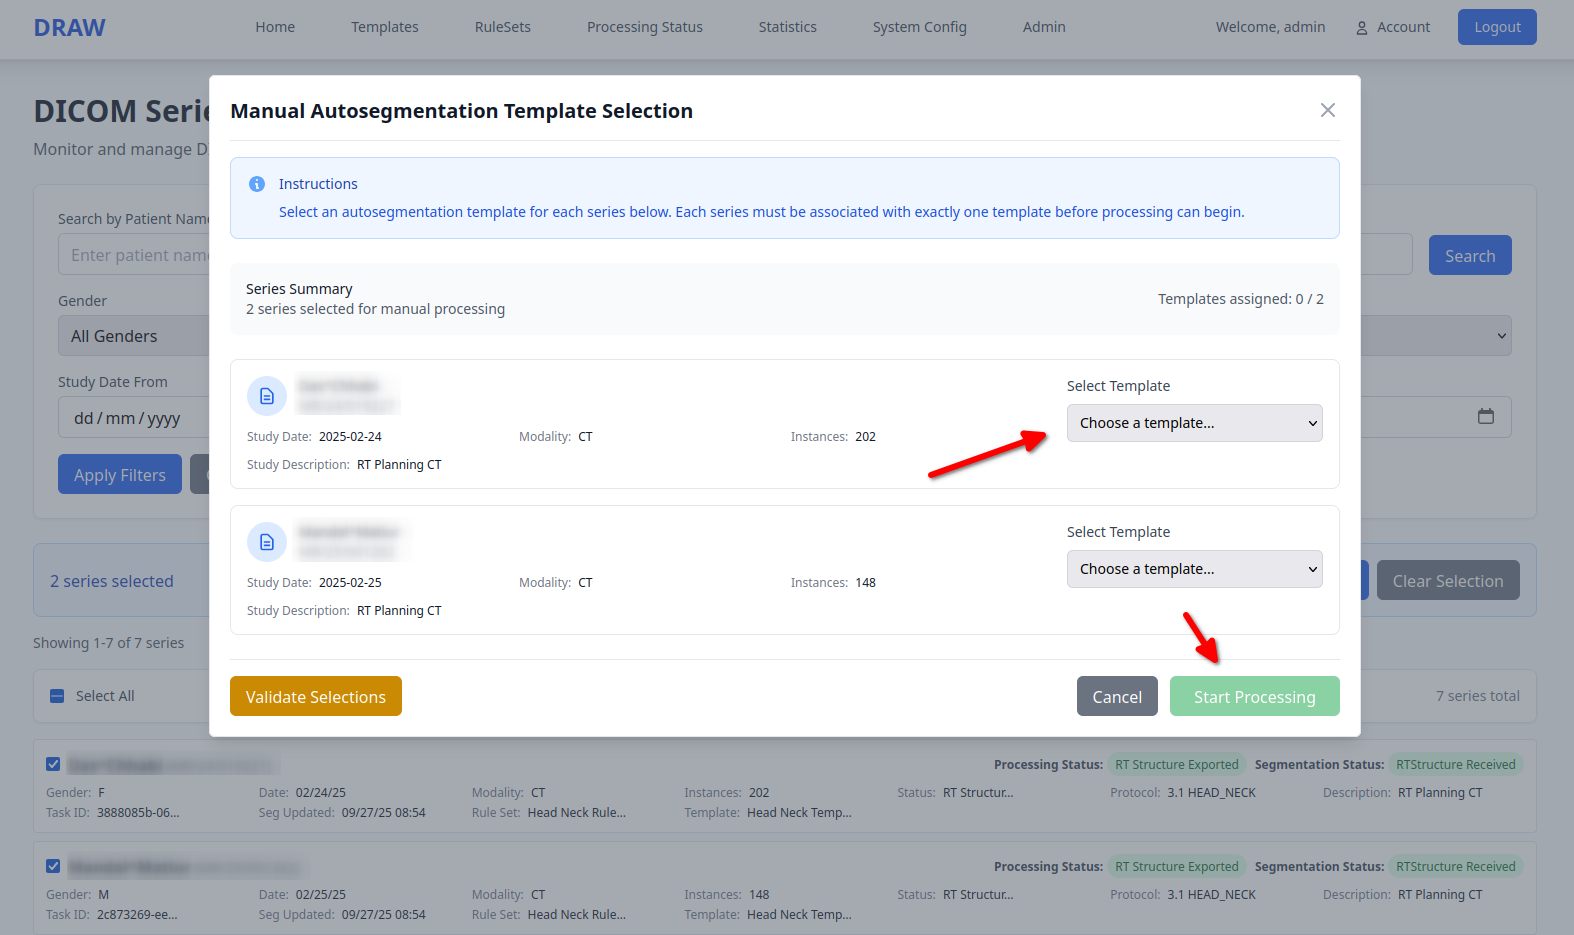 DRAW
Home
Templates
RuleSets
Processing Status
Statistics
System Config
Admin
Welcome, admin
Account
Logout
DICOM Serie
Monitor and manage D
Manual Autosegmentation Template Selection
Instructions
Select an autosegmentation template for each series below. Each series must be associated with exactly one template before processing can begin.
Search by Patient Name
Enter patient name
Search
Series Summary
2 series selected for manual processing
Templates assigned: 0 / 2
Gender
All Genders
Study Date From
dd / mm / yyyy
Apply Filters
Select Template
Choose a template...
Study Date: 2025-02-24
Modality: CT
Instances: 202
Study Description: RT Planning CT
Select Template
Choose a template...
Study Date: 2025-02-25
Modality: CT
Instances: 148
Study Description: RT Planning CT
2 series selected
Clear Selection
Showing 1-7 of 7 series
Select All
7 series total
Validate Selections
Cancel
Start Processing
Processing Status: RT Structure Exported Segmentation Status: RTStructure Received
Gender: F
Date: 02/24/25
Modality: CT
Instances: 202
Status: RT Structur...
Protocol: 3.1 HEAD_NECK
Description: RT Planning CT
Task ID: 3888085b-06...
Seg Updated: 09/27/25 08:54
Rule Set: Head Neck Rule...
Template: Head Neck Temp...
Processing Status: RT Structure Exported Segmentation Status: RTStructure Received
Gender: M
Date: 02/25/25
Modality: CT
Instances: 148
Status: RT Structur...
Protocol: 3.1 HEAD_NECK
Description: RT Planning CT
Task ID: 2c873269-ee...
Seg Updated: 09/27/25 08:54
Rule Set: Head Neck Rule...
Template: Head Neck Temp...